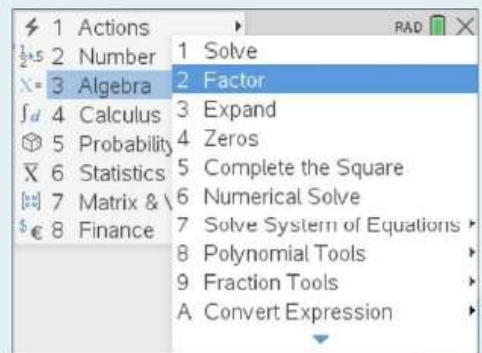 1 Actions
RAD
2 Number
3 Algebra
4 Calculus
5 Probability
6 Statistics
7 Matrix &
8 Finance
1 Solve
2 Factor
3 Expand
4 Zeros
5 Complete the Square
6 Numerical Solve
7 Solve System of Equations
8 Polynomial Tools
9 Fraction Tools
A Convert Expression